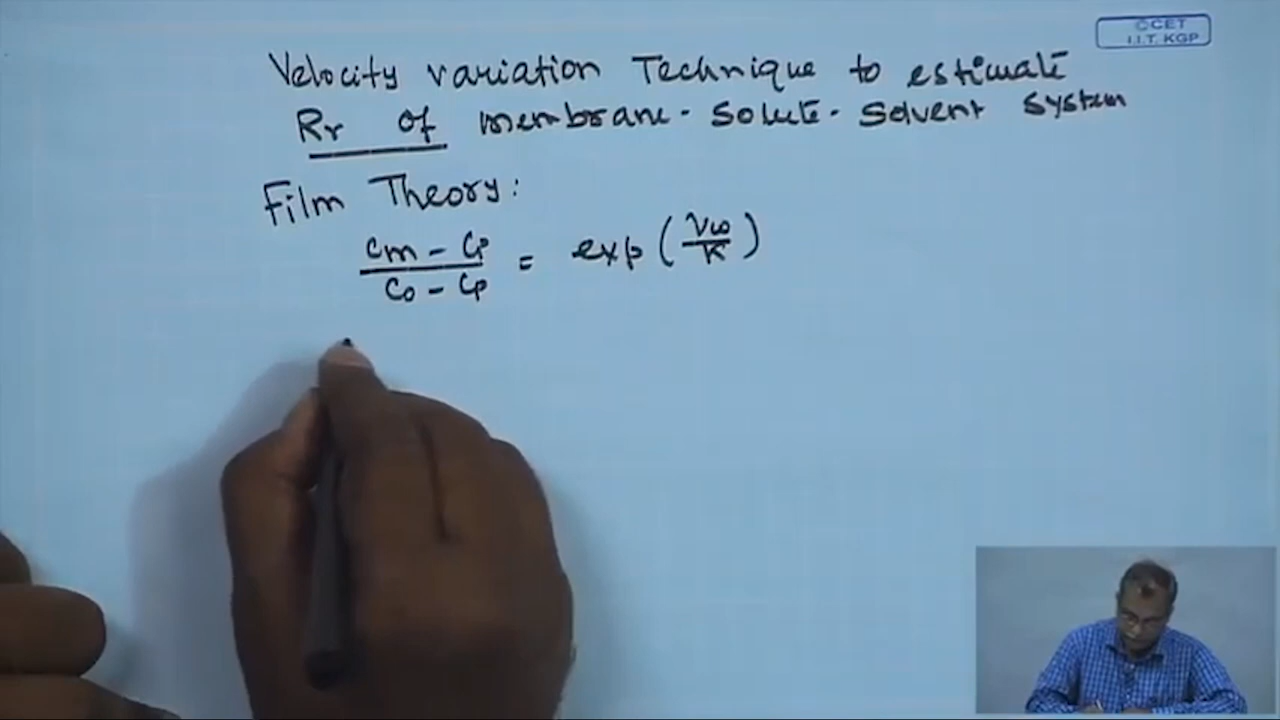 ©CET
I.I.T. KGP
Velocity variation Technique to estimate
Rr of membrane - solute - solvent system
Film Theory:
Cm - Cp / Co - Cp = exp (Vw / K)